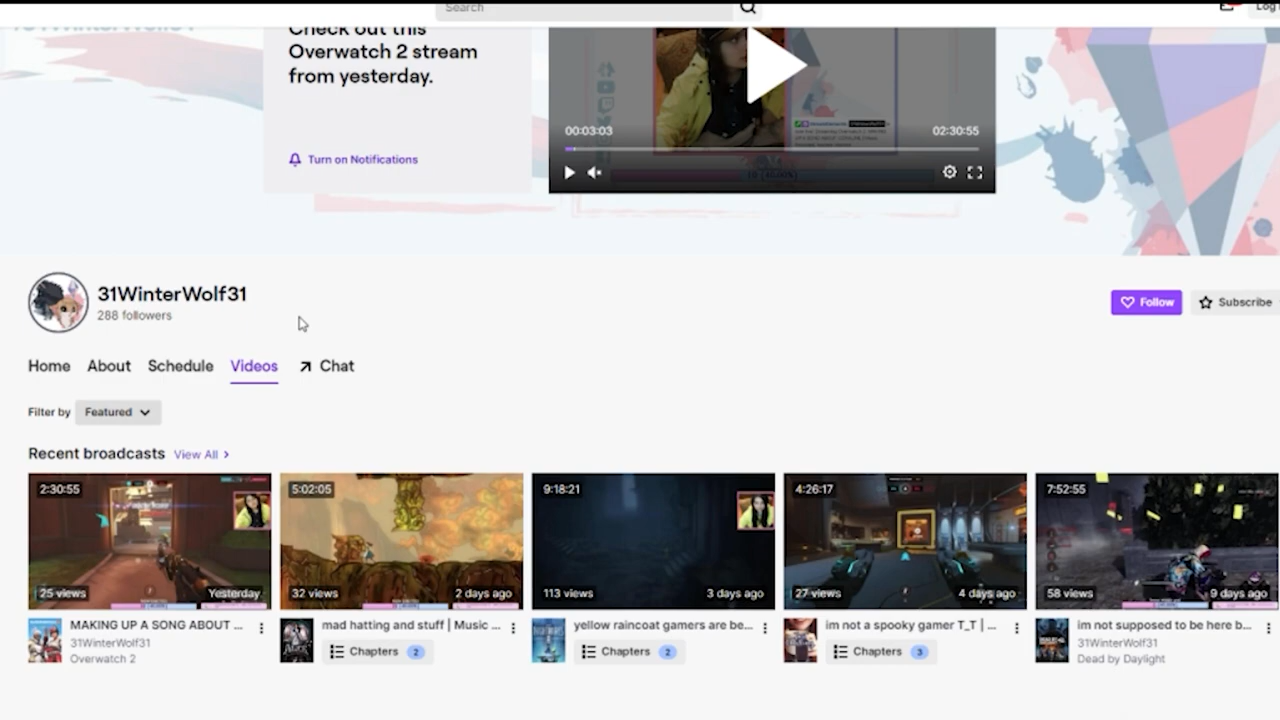 Search
Log
Check out this
Overwatch 2 stream
from yesterday.
00:03:03
02:30:55
Turn on Notifications
31WinterWolf31
288 followers
Follow
Subscribe
Home About Schedule Videos Chat
Filter by Featured
Recent broadcasts View All
2:30:55
5:02:05
9:18:21
4:26:17
7:52:55
25 views Yesterday
32 views 2 days ago
113 views 3 days ago
27 views 4 days ago
58 views 9 days ago
MAKING UP A SONG ABOUT ...
31WinterWolf31
Overwatch 2
mad hatting and stuff | Music ...
Chapters 2
yellow raincoat gamers are be...
Chapters 2
im not a spooky gamer T_T | ...
Chapters 3
im not supposed to be here b...
31WinterWolf31
Dead by Daylight